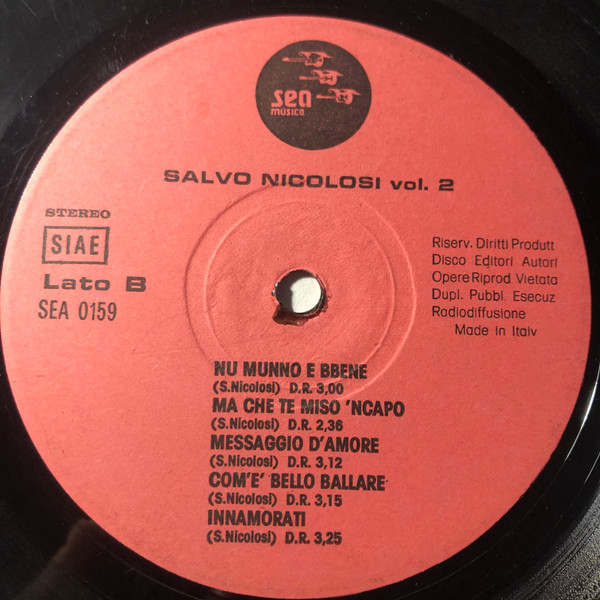 sea
musica
SALVO NICOLOSI vol. 2
STEREO
SIAE
Lato B
SEA 0159
Riserv. Diritti Produtt
Disco Editori Autori
Opere Riprod. Vietata
Dupl. Pubbl. Esecuz
Radiodiffusione
Made in Italy
NU MUNNO E BBENE
(S.Nicolosi) D.R. 3,00
MA CHE TE MISO 'NCAPO
(S.Nicolosi) D.R. 2,36
MESSAGGIO D'AMORE
(S.Nicolosi) D.R. 3,12
COM'E' BELLO BALLARE
(S.Nicolosi) D.R. 3,15
INNAMORATI
(S.Nicolosi) D.R. 3,25